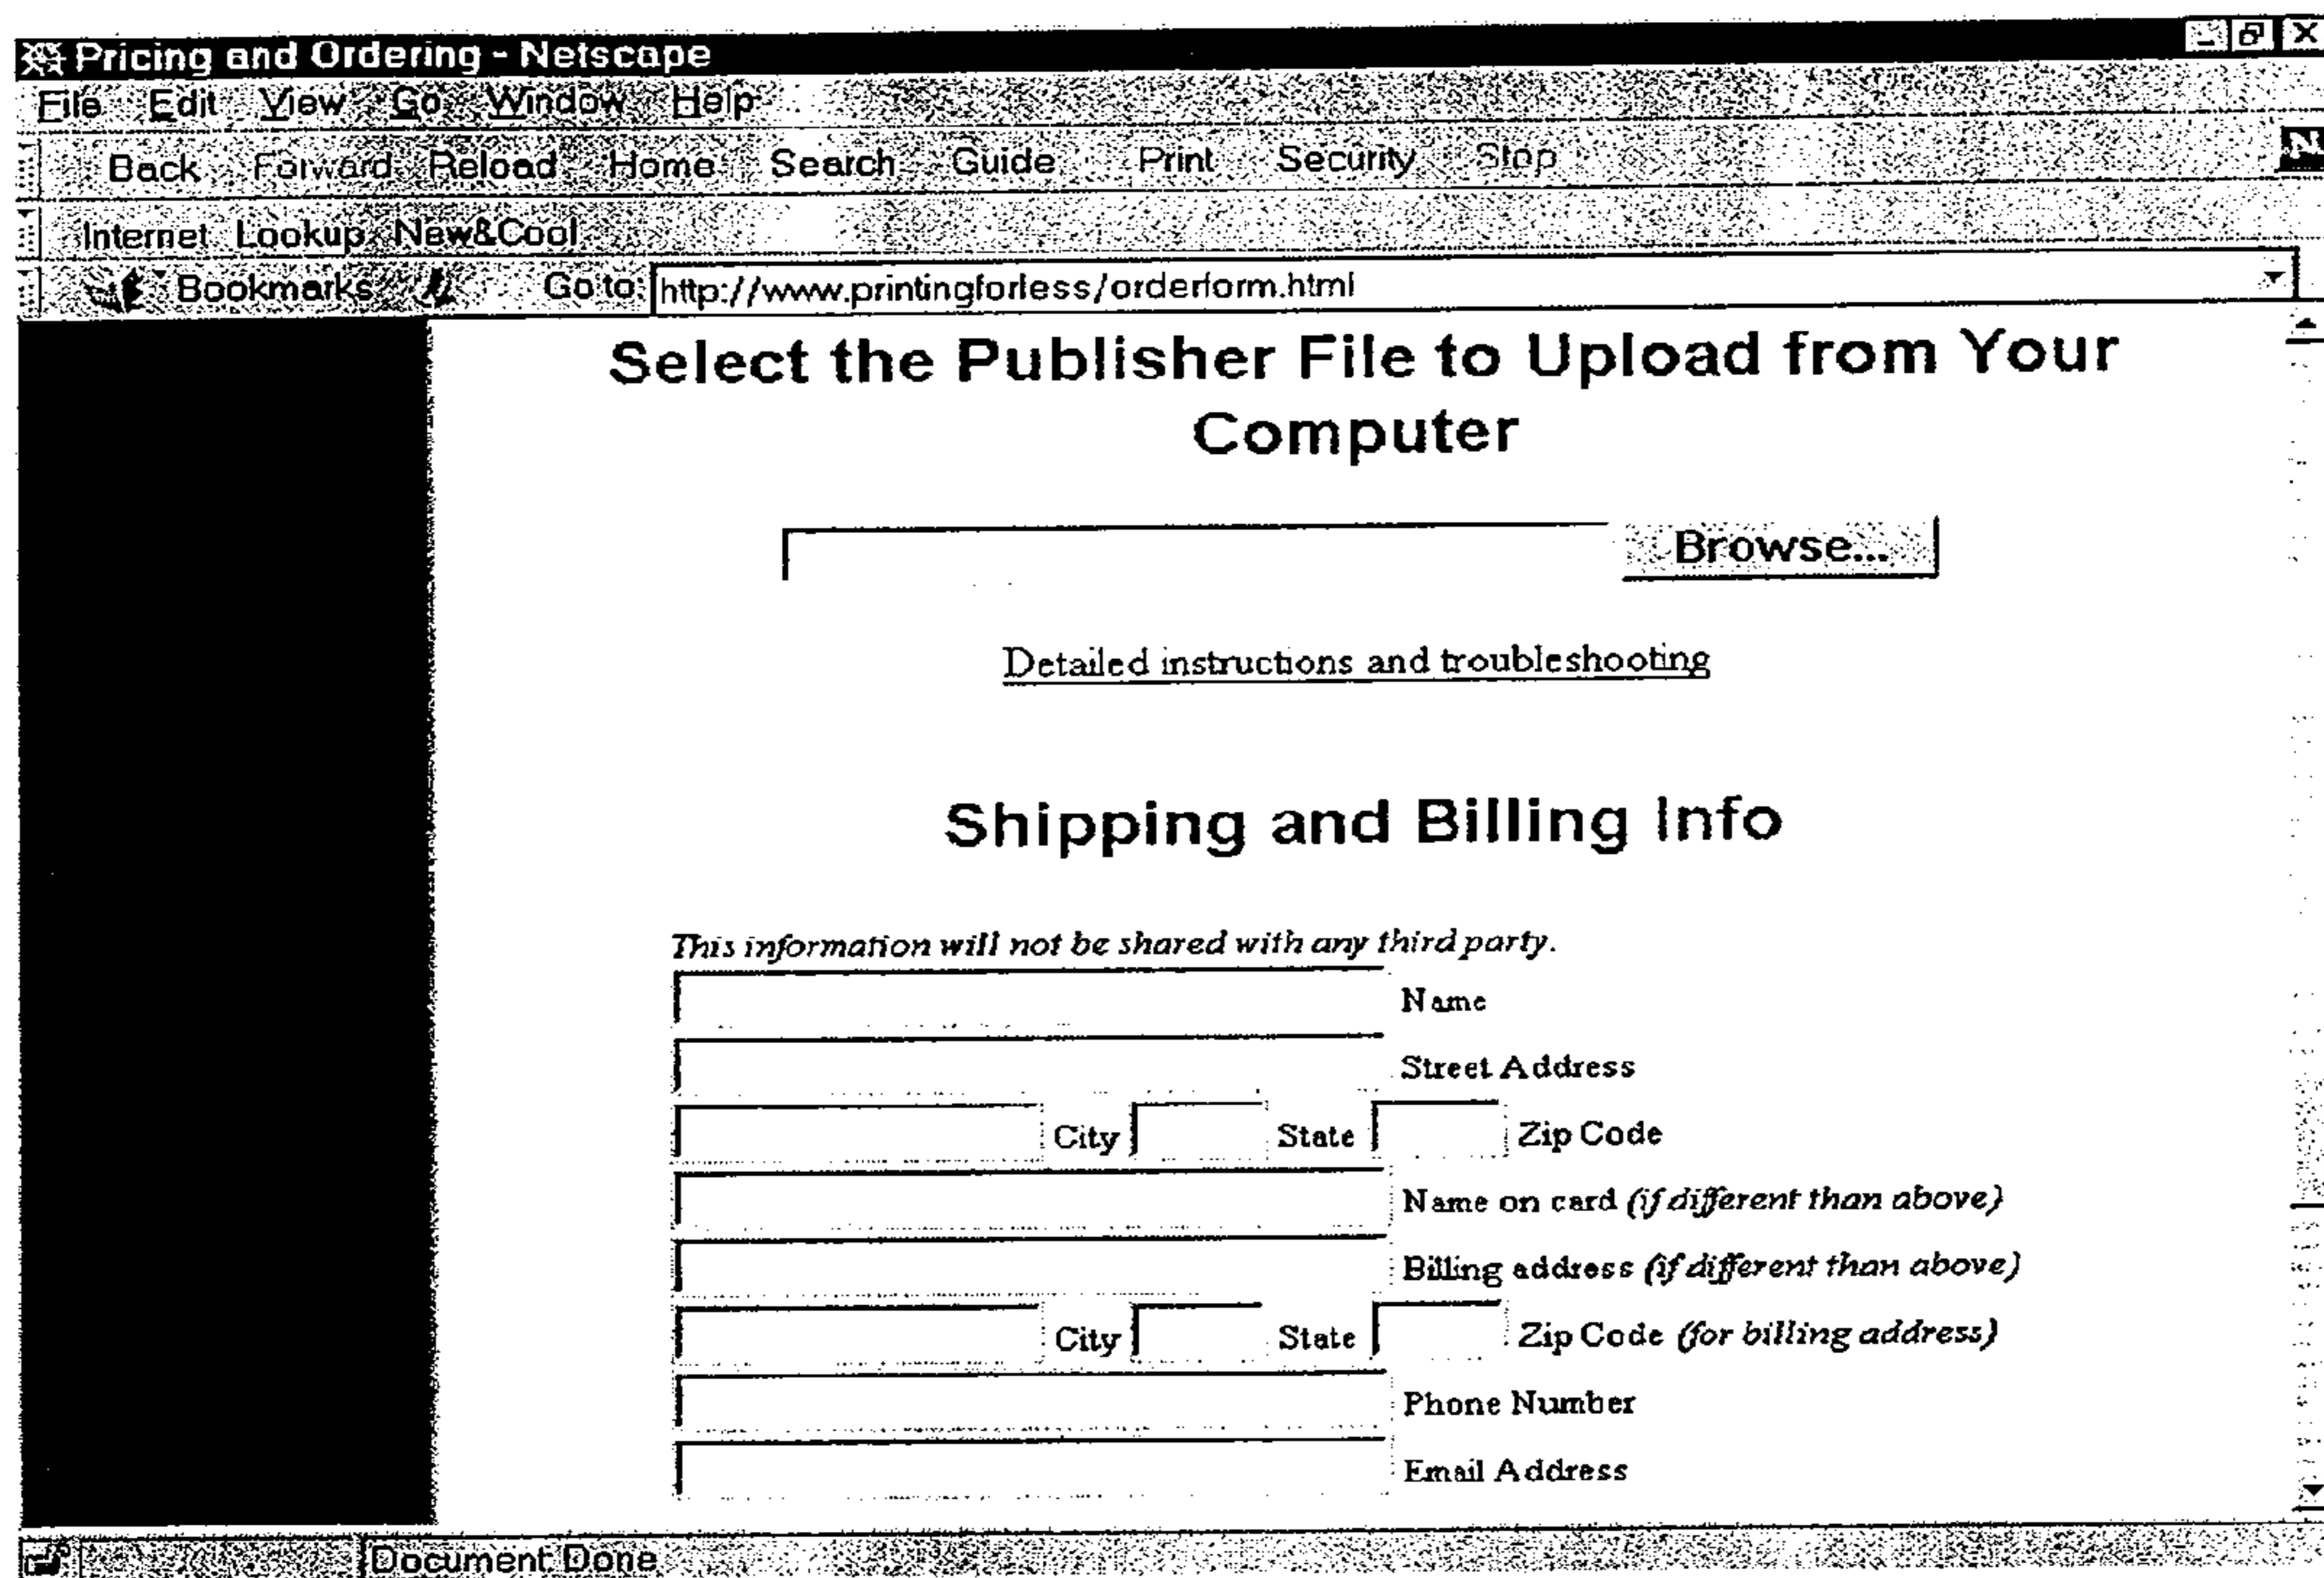 Pricing and Ordering - Netscape
File Edit View Go Window Help
Back Forward Reload Home Search Guide Print Security Stop
N
Internet Lookup New&Cool
Bookmarks Go to: http://www.printingforless/orderform.html
Select the Publisher File to Upload from Your
Computer
Browse...
Detailed instructions and troubleshooting
Shipping and Billing Info
This information will not be shared with any third party.
Name
Street Address
City State Zip Code
Name on card (if different than above)
Billing address (if different than above)
City State Zip Code (for billing address)
Phone Number
Email Address
Document Done